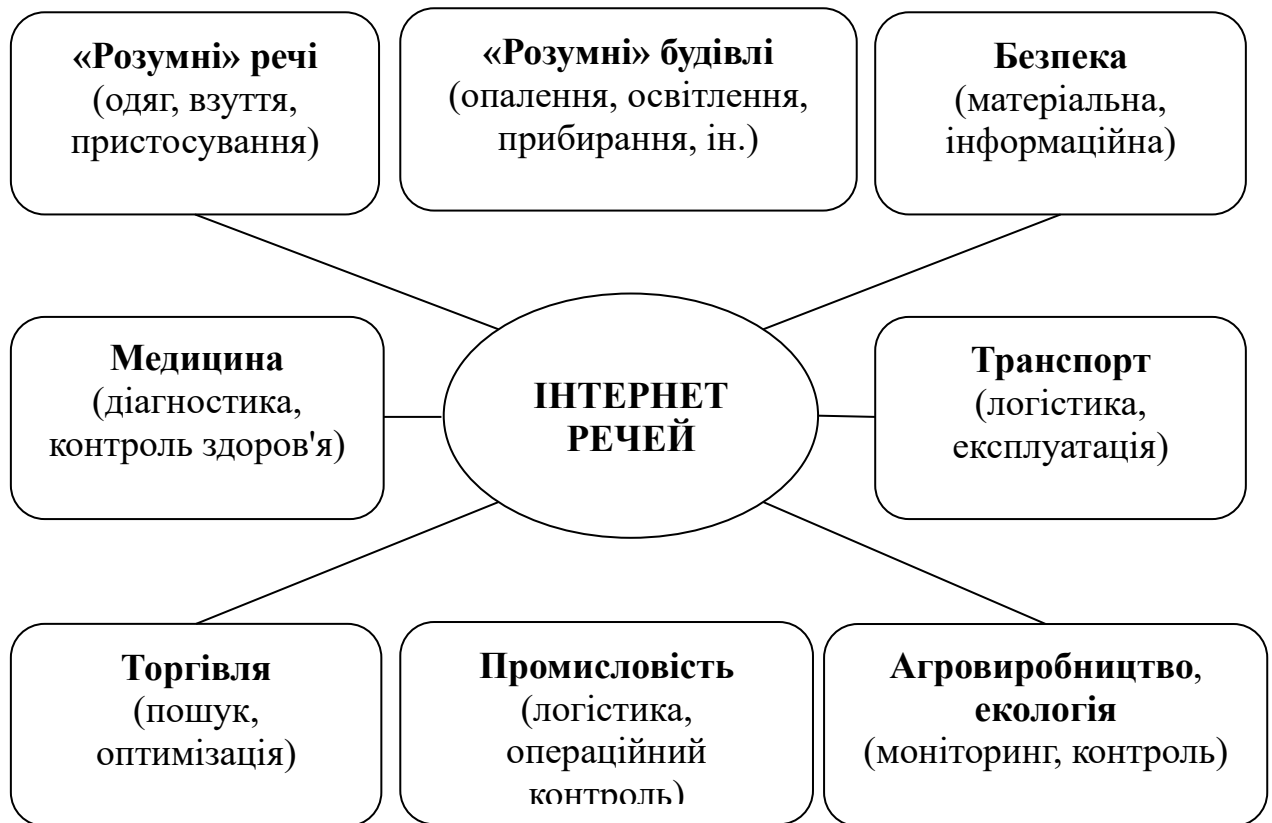 «Розумні» речі
(одяг, взуття,
пристосування)
«Розумні» будівлі
(опалення, освітлення,
прибирання, ін.)
Безпека
(матеріальна,
інформаційна)
Медицина
(діагностика,
контроль здоров'я)
ІНТЕРНЕТ
РЕЧЕЙ
Транспорт
(логістика,
експлуатація)
Торгівля
(пошук,
оптимізація)
Промисловість
(логістика,
операційний
контроль)
Агровиробництво,
екологія
(моніторинг, контроль)